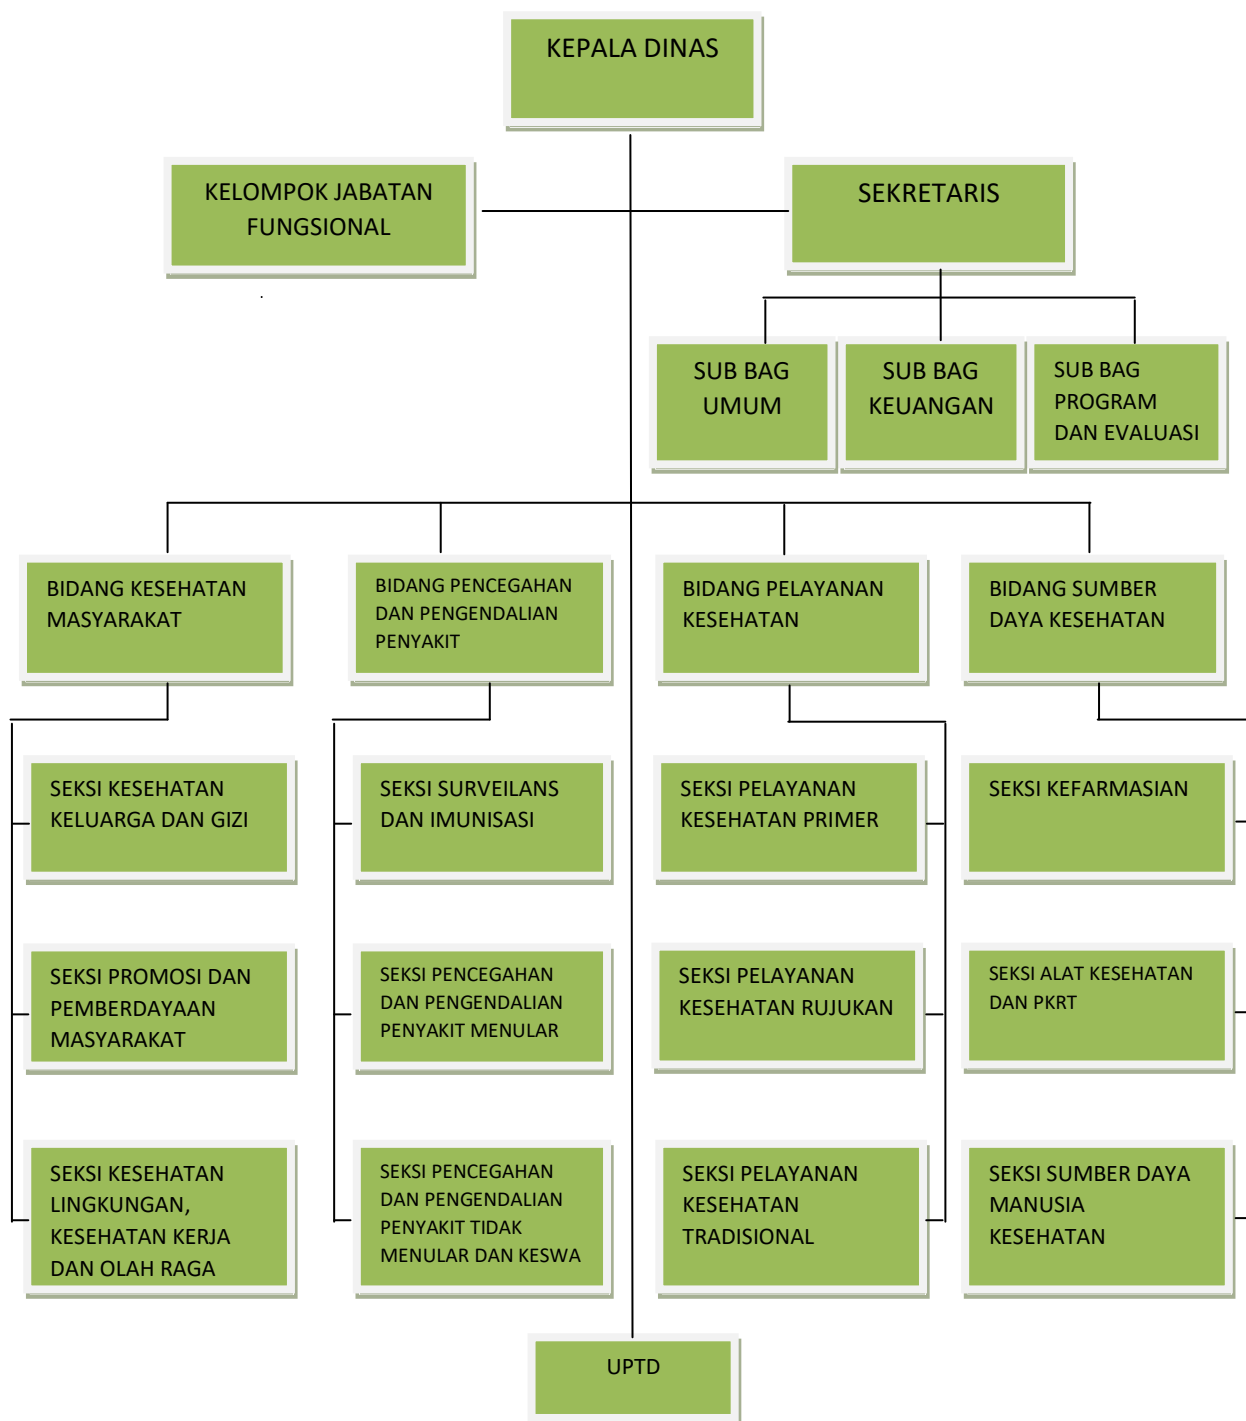 KEPALA DINAS
KELOMPOK JABATAN
FUNGSIONAL
SEKRETARIS
.
SUB BAG
UMUM
SUB BAG
KEUANGAN
SUB BAG
PROGRAM
DAN EVALUASI
BIDANG KESEHATAN
MASYARAKAT
BIDANG PENCEGAHAN
DAN PENGENDALIAN
PENYAKIT
BIDANG PELAYANAN
KESEHATAN
BIDANG SUMBER
DAYA KESEHATAN
SEKSI KESEHATAN
KELUARGA DAN GIZI
SEKSI SURVEILANS
DAN IMUNISASI
SEKSI PELAYANAN
KESEHATAN PRIMER
SEKSI KEFARMASIAN
SEKSI PROMOSI DAN
PEMBERDAYAAN
MASYARAKAT
SEKSI PENCEGAHAN
DAN PENGENDALIAN
PENYAKIT MENULAR
SEKSI PELAYANAN
KESEHATAN RUJUKAN
SEKSI ALAT KESEHATAN
DAN PKRT
SEKSI KESEHATAN
LINGKUNGAN,
KESEHATAN KERJA
DAN OLAH RAGA
SEKSI PENCEGAHAN
DAN PENGENDALIAN
PENYAKIT TIDAK
MENULAR DAN KESWA
SEKSI PELAYANAN
KESEHATAN
TRADISIONAL
SEKSI SUMBER DAYA
MANUSIA
KESEHATAN
UPTD